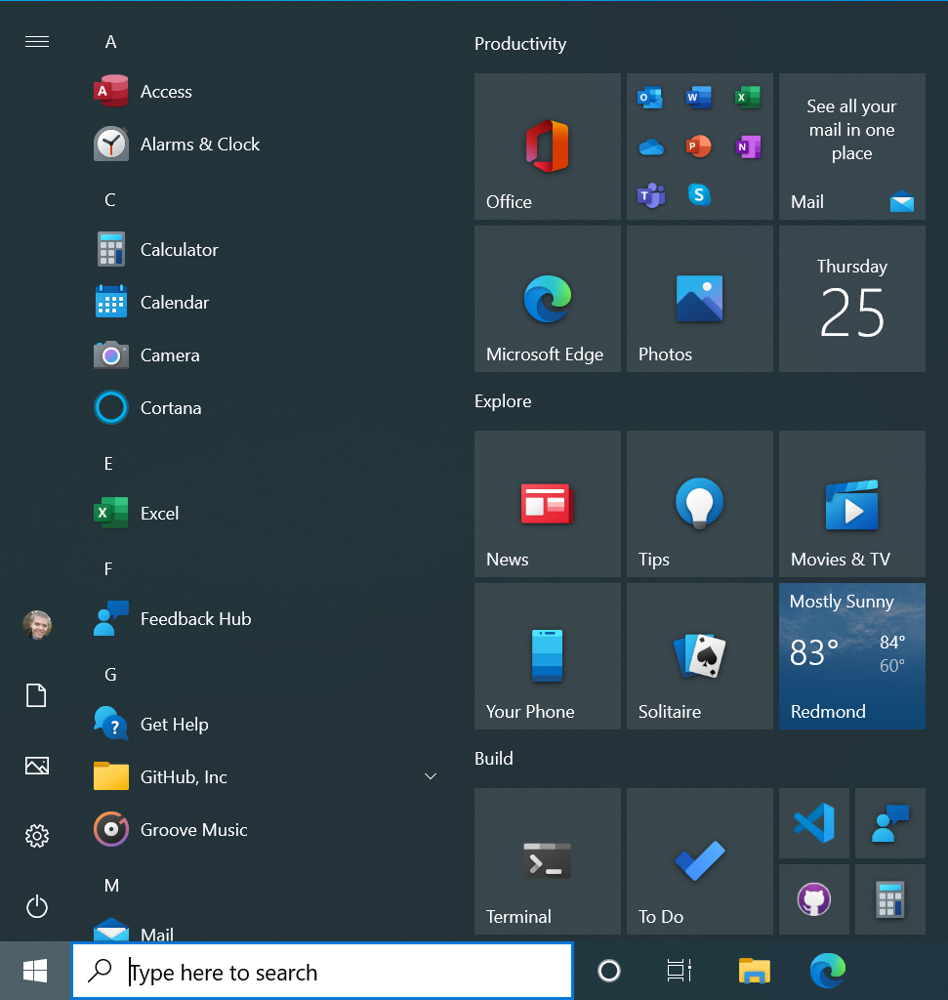 A
Access
Alarms & Clock
C
Calculator
Calendar
Camera
Cortana
E
Excel
F
Feedback Hub
G
Get Help
GitHub, Inc
Groove Music
M
Mail
Productivity
Office
See all your
mail in one
place
Mail
Microsoft Edge
Photos
Thursday
25
Explore
News
Tips
Movies & TV
Your Phone
Solitaire
Mostly Sunny
83°
84°
60°
Redmond
Build
Terminal
To Do
Type here to search